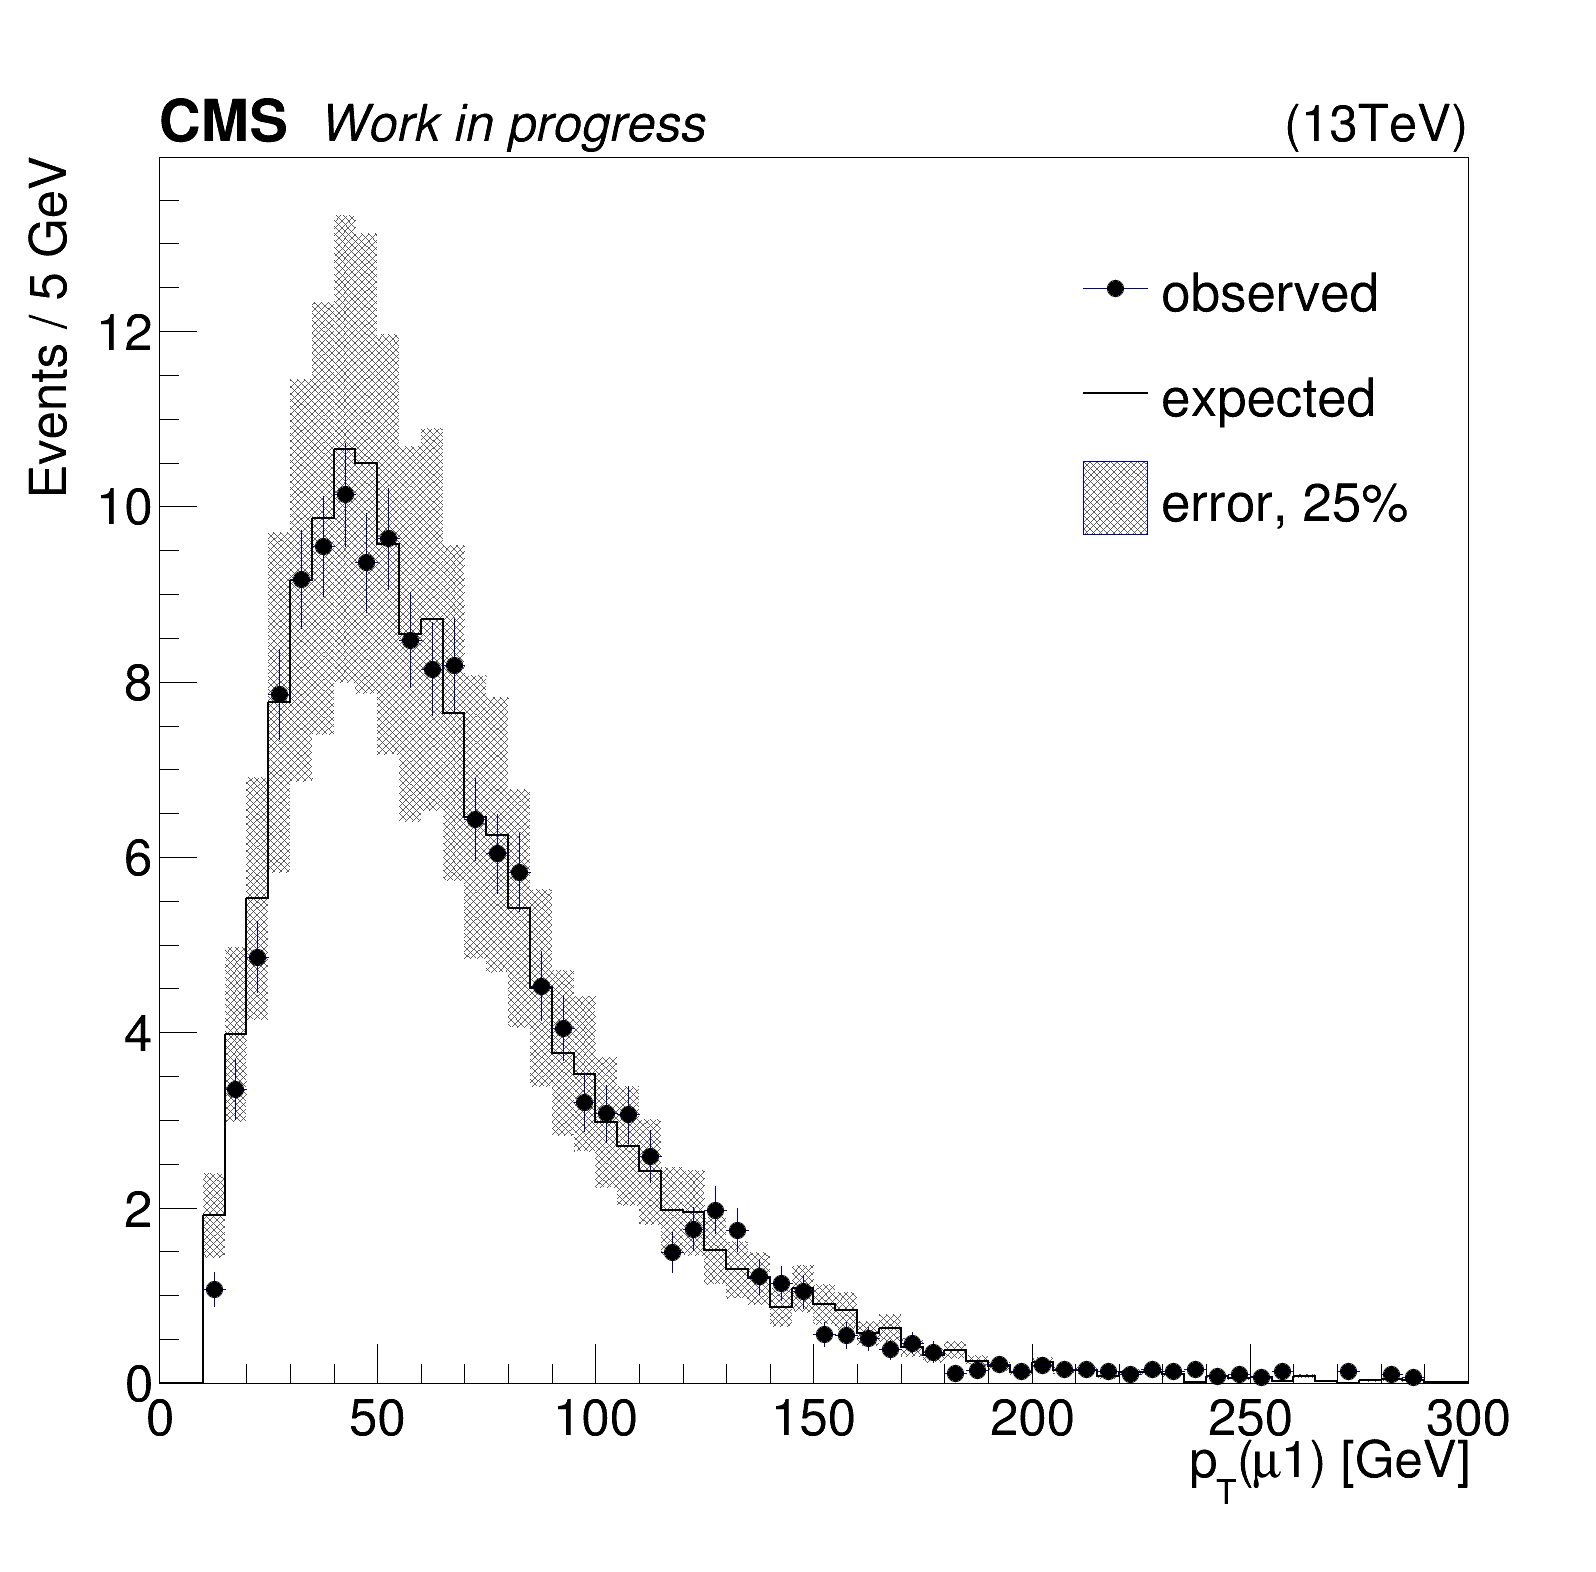 CMS Work in progress (13TeV)
Events / 5 GeV
observed
expected
error, 25%
12
10
8
6
4
2
0
0 50 100 150 200 250 300
pT(μ1) [GeV]